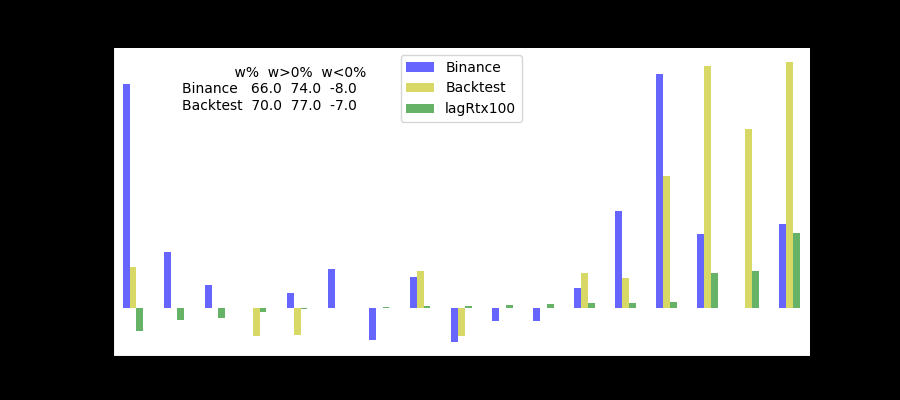 w%  w>0%  w<0%
Binance   66.0  74.0  -8.0
Backtest  70.0  77.0  -7.0
Binance
Backtest
lagRtx100